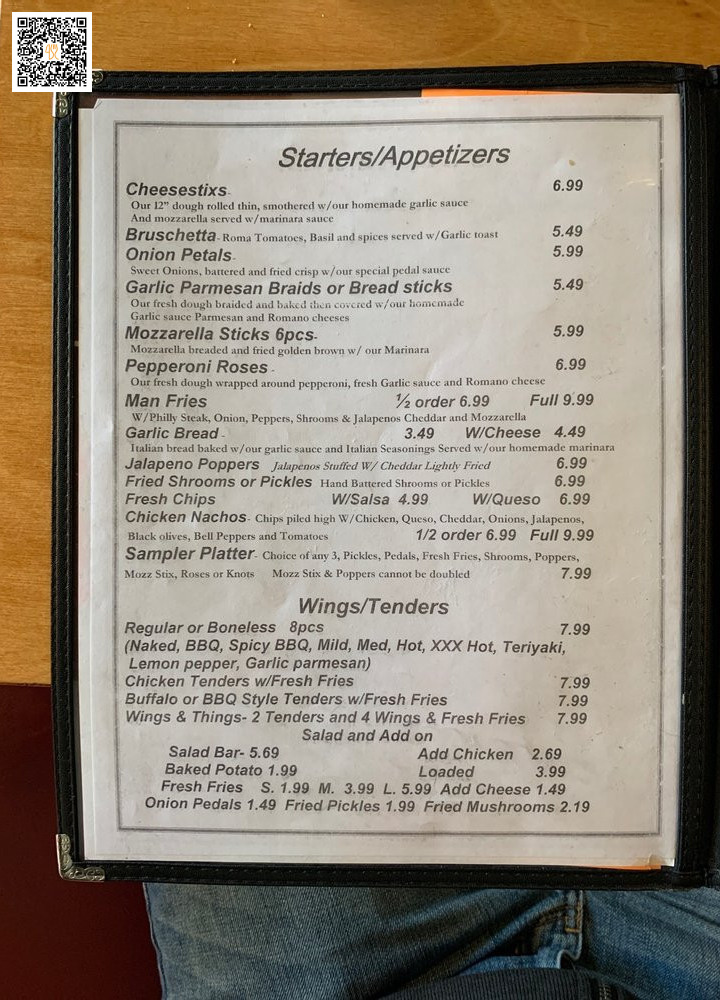 Starters/Appetizers
Cheesestixs- 6.99
Our 12" dough rolled thin, smothered w/our homemade garlic sauce
And mozzarella served w/marinara sauce
Bruschetta- Roma Tomatoes, Basil and spices served w/Garlic toast 5.49
Onion Petals- 5.99
Sweet Onions, battered and fried crisp w/our special pedal sauce
Garlic Parmesan Braids or Bread sticks 5.49
Our fresh dough braided and baked then covered w/our homemade
Garlic sauce Parmesan and Romano cheeses
Mozzarella Sticks 6pcs- 5.99
Mozzarella breaded and fried golden brown w/ our Marinara
Pepperoni Roses - 6.99
Our fresh dough wrapped around pepperoni, fresh Garlic sauce and Romano cheese
Man Fries ½ order 6.99 Full 9.99
W/Philly Steak, Onion, Peppers, Shrooms & Jalapenos Cheddar and Mozzarella
Garlic Bread - 3.49 W/Cheese 4.49
Italian bread baked w/our garlic sauce and Italian Seasonings Served w/our homemade marinara
Jalapeno Poppers Jalapenos Stuffed W/ Cheddar Lightly Fried 6.99
Fried Shrooms or Pickles Hand Battered Shrooms or Pickles 6.99
Fresh Chips W/Salsa 4.99 W/Queso 6.99
Chicken Nachos- Chips piled high W/Chicken, Queso, Cheddar, Onions, Jalapenos,
Black olives, Bell Peppers and Tomatoes 1/2 order 6.99 Full 9.99
Sampler Platter- Choice of any 3, Pickles, Pedals, Fresh Fries, Shrooms, Poppers,
Mozz Stix, Roses or Knots Mozz Stix & Poppers cannot be doubled 7.99
Wings/Tenders
Regular or Boneless 8pcs 7.99
(Naked, BBQ, Spicy BBQ, Mild, Med, Hot, XXX Hot, Teriyaki,
Lemon pepper, Garlic parmesan)
Chicken Tenders w/Fresh Fries 7.99
Buffalo or BBQ Style Tenders w/Fresh Fries 7.99
Wings & Things- 2 Tenders and 4 Wings & Fresh Fries 7.99
Salad and Add on
Salad Bar- 5.69 Add Chicken 2.69
Baked Potato 1.99 Loaded 3.99
Fresh Fries S. 1.99 M. 3.99 L. 5.99 Add Cheese 1.49
Onion Pedals 1.49 Fried Pickles 1.99 Fried Mushrooms 2.19